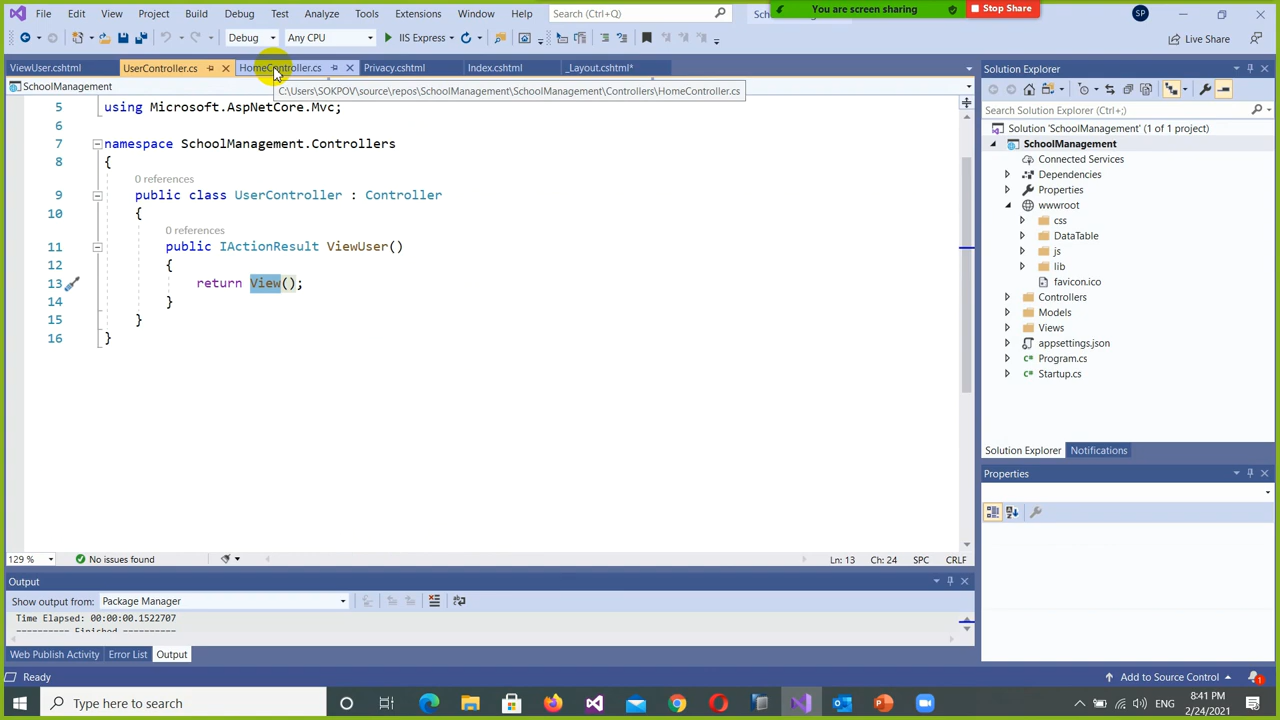 File Edit View Project Build Debug Test Analyze Tools Extensions Window Help Search (Ctrl+Q)
You are screen sharing
Stop Share
SP
Debug Any CPU IIS Express Live Share
ViewUser.cshtml UserController.cs HomeController.cs Privacy.cshtml Index.cshtml _Layout.cshtml*
SchoolManagement
C:\Users\SOKPOV\source\repos\SchoolManagement\SchoolManagement\Controllers\HomeController.cs
5 using Microsoft.AspNetCore.Mvc;
6
7 namespace SchoolManagement.Controllers
8 {
0 references
9 public class UserController : Controller
10 {
0 references
11 public IActionResult ViewUser()
12 {
13 return View();
14 }
15 }
16 }
129 % No issues found Ln: 13 Ch: 24 SPC CRLF
Output
Show output from: Package Manager
Time Elapsed: 00:00:00.1522707
========== Finished ==========
Web Publish Activity Error List Output
Solution Explorer
Search Solution Explorer (Ctrl+;)
Solution 'SchoolManagement' (1 of 1 project)
SchoolManagement
Connected Services
Dependencies
Properties
wwwroot
css
DataTable
js
lib
favicon.ico
Controllers
Models
Views
appsettings.json
Program.cs
Startup.cs
Solution Explorer Notifications
Properties
Ready Add to Source Control 1
Type here to search
ENG
8:41 PM
2/24/2021